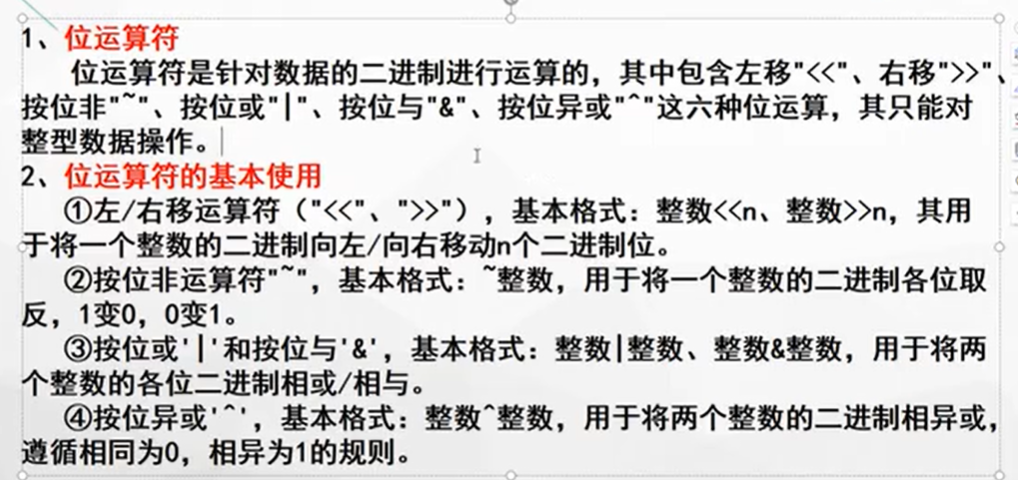 1、位运算符
位运算符是针对数据的二进制进行运算的，其中包含左移"<<"、右移">>"、
按位非"~"、按位或"|"、按位与"&"、按位异或"^"这六种位运算，其只能对
整型数据操作。
2、位运算符的基本使用
①左/右移运算符（"<<"、">>"），基本格式：整数<<n、整数>>n，其用
于将一个整数的二进制向左/向右移动n个二进制位。
②按位非运算符"~"，基本格式：~整数，用于将一个整数的二进制各位取
反，1变0，0变1。
③按位或'|'和按位与'&'，基本格式：整数|整数、整数&整数，用于将两
个整数的各位二进制相或/相与。
④按位异或'^'，基本格式：整数^整数，用于将两个整数的二进制相异或，
遵循相同为0，相异为1的规则。